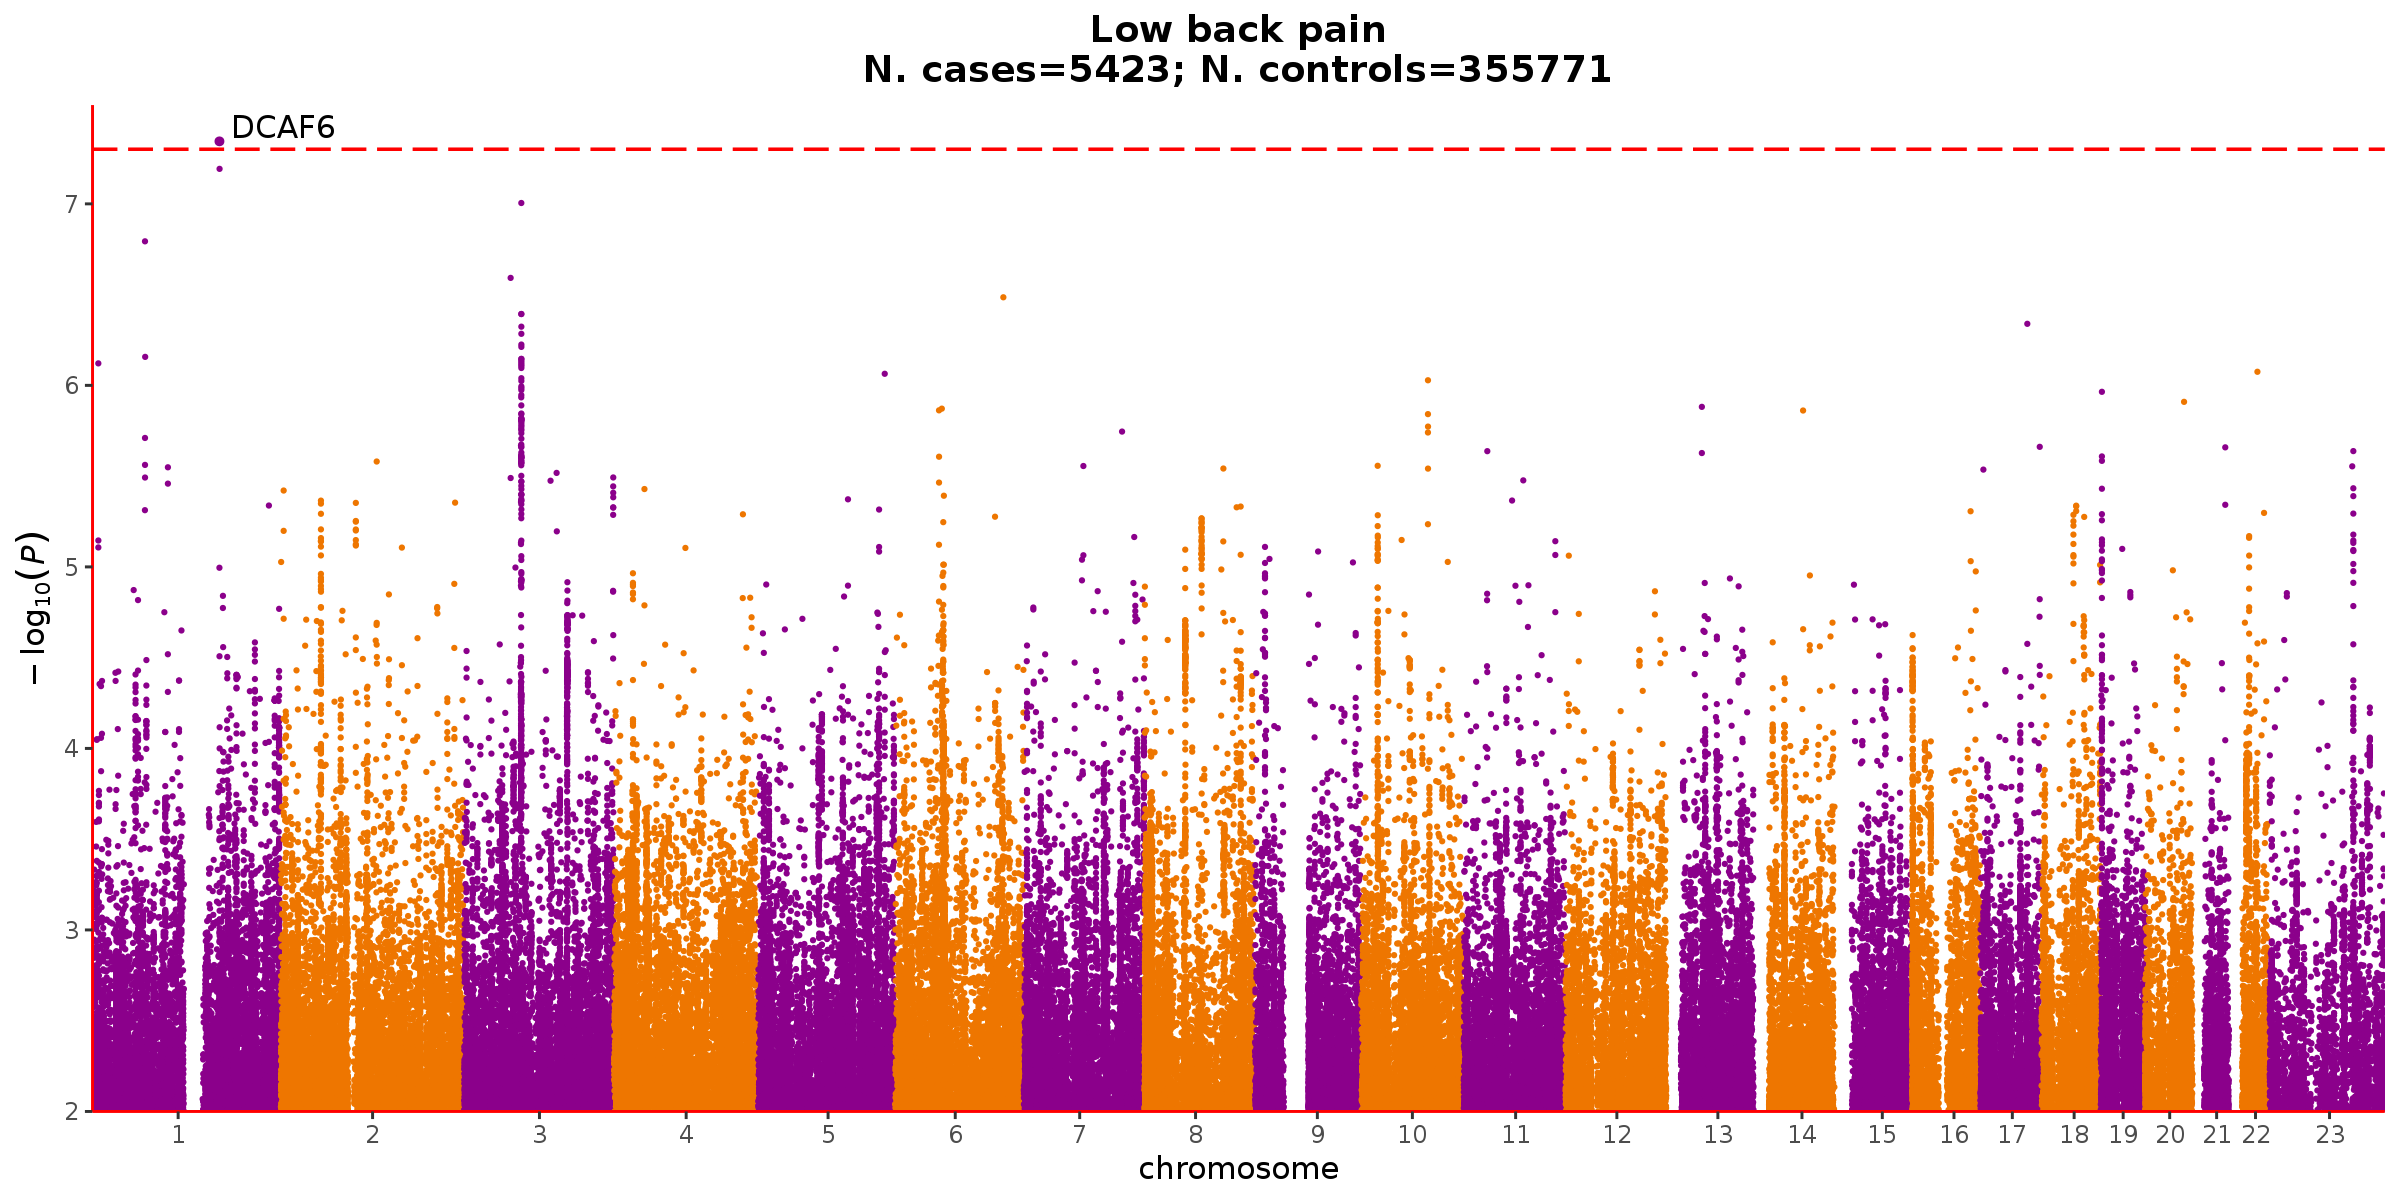 Low back pain
N. cases=5423; N. controls=355771
DCAF6
7
6
5
4
3
2
− log10(P)
1 2 3 4 5 6 7 8 9 10 11 12 13 14 15 16 17 18 19 20 21 22 23
chromosome